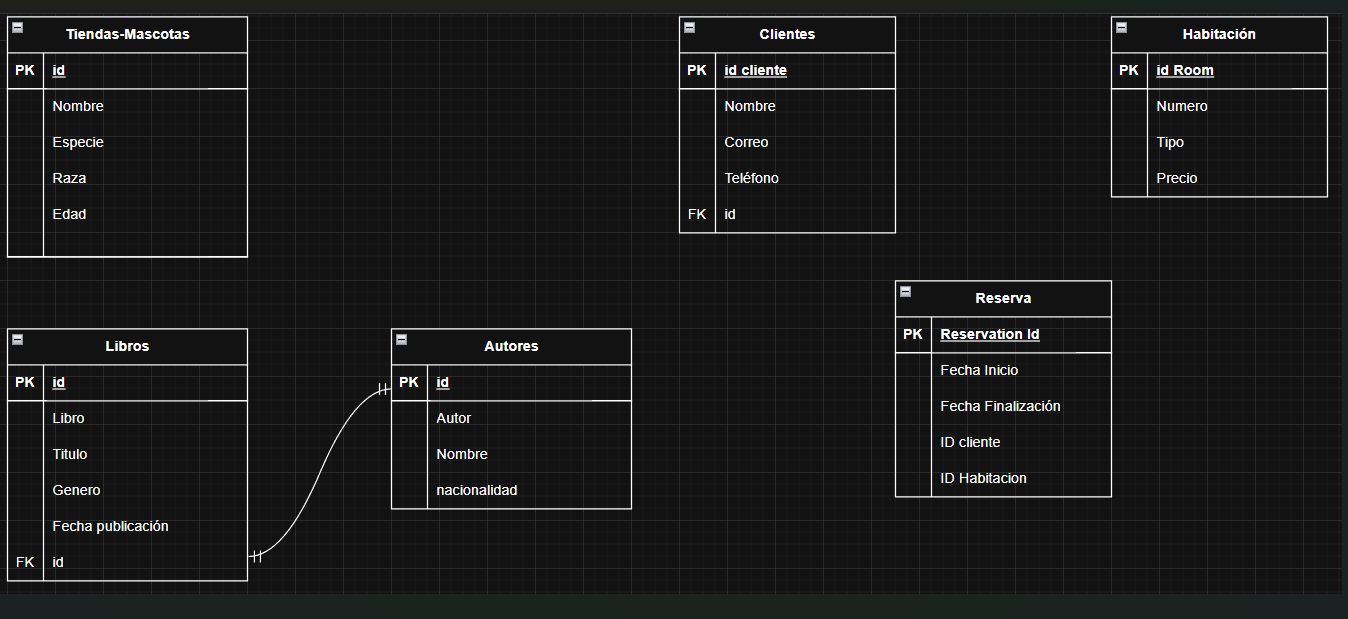 Tiendas-Mascotas
PK id
Nombre
Especie
Raza
Edad
Clientes
PK id cliente
Nombre
Correo
Teléfono
FK id
Habitación
PK id Room
Numero
Tipo
Precio
Libros
PK id
Libro
Titulo
Genero
Fecha publicación
FK id
Autores
PK id
Autor
Nombre
nacionalidad
Reserva
PK Reservation Id
Fecha Inicio
Fecha Finalización
ID cliente
ID Habitacion